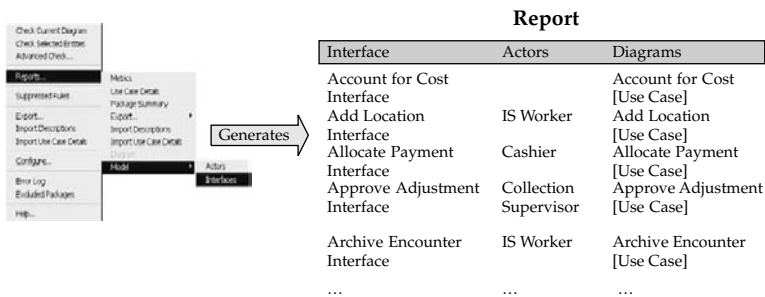 Check Current Diagram
Check Selected Entities
Advanced Check...
Reports...
Suppressed Rules
Export...
Import Descriptions
Import Use Case Details
Configure...
Error Log
Excluded Packages
Help...
Metrics
Use Case Details
Package Summary
Export...
Import Descriptions
Import Use Case Details
Diagram
Model
Actors
Interfaces
Generates
Report
Interface Actors Diagrams
Account for Cost Account for Cost
Interface [Use Case]
Add Location IS Worker Add Location
Interface [Use Case]
Allocate Payment Cashier Allocate Payment
Interface [Use Case]
Approve Adjustment Collection Approve Adjustment
Interface Supervisor [Use Case]
Archive Encounter IS Worker Archive Encounter
Interface [Use Case]
... ... ...